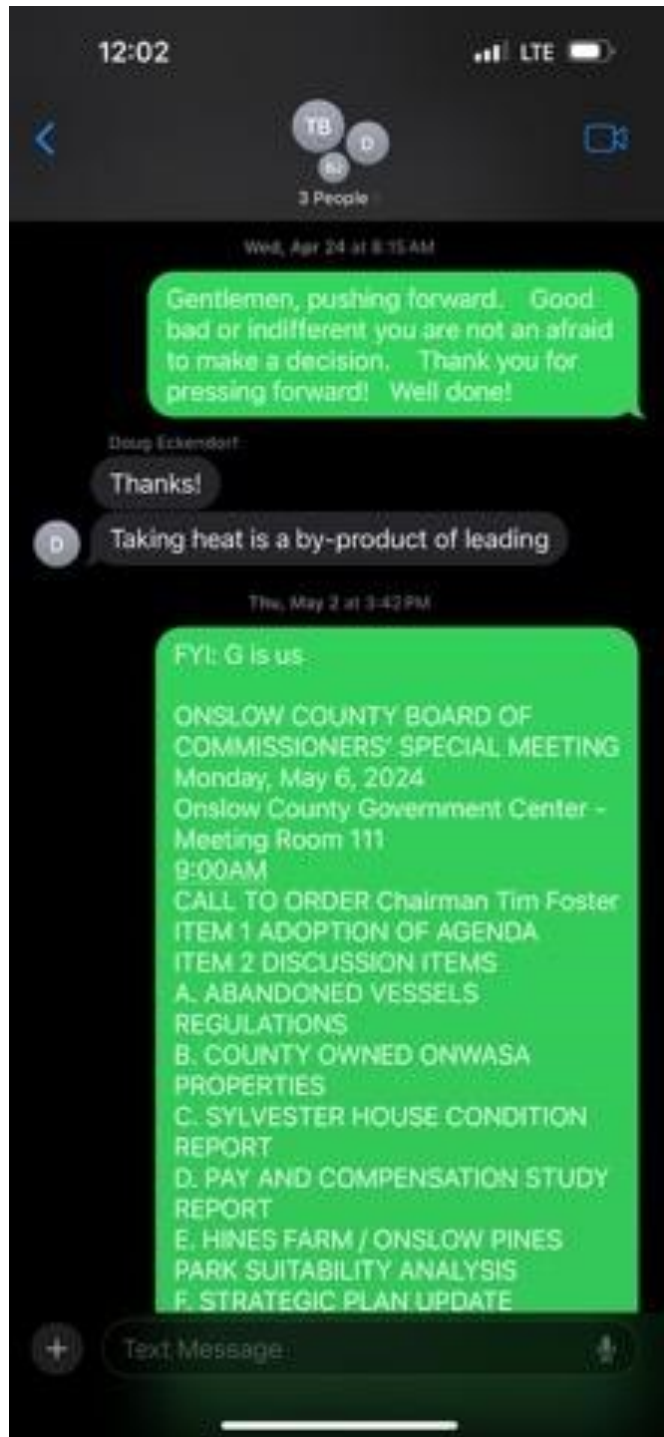 12:02
LTE
TB
D
3 People
Wed, Apr 24 at 8:15 AM
Gentlemen, pushing forward. Good
bad or indifferent you are not an afraid
to make a decision. Thank you for
pressing forward! Well done!
Doug Eckendorf
Thanks!
D
Taking heat is a by-product of leading
Thu, May 2 at 3:42 PM
FYI: G is us
ONSLOW COUNTY BOARD OF
COMMISSIONERS' SPECIAL MEETING
Monday, May 6, 2024
Onslow County Government Center -
Meeting Room 111
9:00AM
CALL TO ORDER Chairman Tim Foster
ITEM 1 ADOPTION OF AGENDA
ITEM 2 DISCUSSION ITEMS
A. ABANDONED VESSELS
REGULATIONS
B. COUNTY OWNED ONWASA
PROPERTIES
C. SYLVESTER HOUSE CONDITION
REPORT
D. PAY AND COMPENSATION STUDY
REPORT
E. HINES FARM / ONSLOW PINES
PARK SUITABILITY ANALYSIS
F. STRATEGIC PLAN UPDATE
Text Message